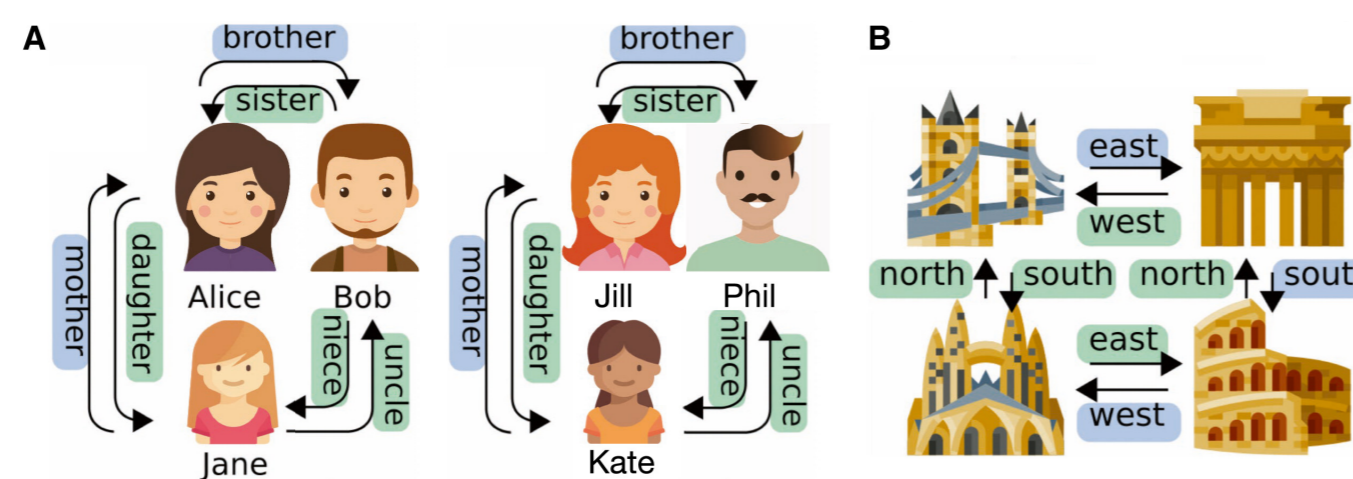 A
brother
sister
mother
daughter
Alice
Bob
niece
uncle
Jane
brother
sister
mother
daughter
Jill
Phil
niece
uncle
Kate
B
east
west
north
south
north
sout
east
west